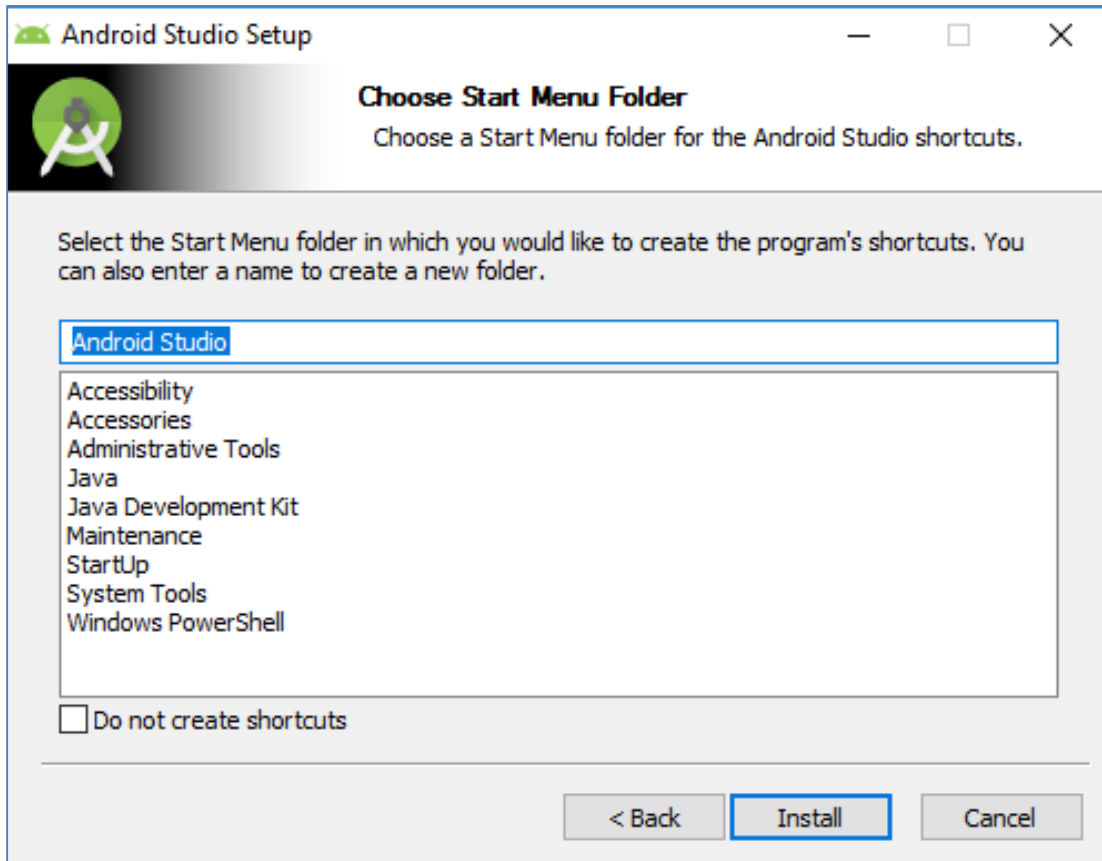 Android Studio Setup
Choose Start Menu Folder
Choose a Start Menu folder for the Android Studio shortcuts.
Select the Start Menu folder in which you would like to create the program's shortcuts. You
can also enter a name to create a new folder.
Android Studio
Accessibility
Accessories
Administrative Tools
Java
Java Development Kit
Maintenance
StartUp
System Tools
Windows PowerShell
Do not create shortcuts
< Back
Install
Cancel